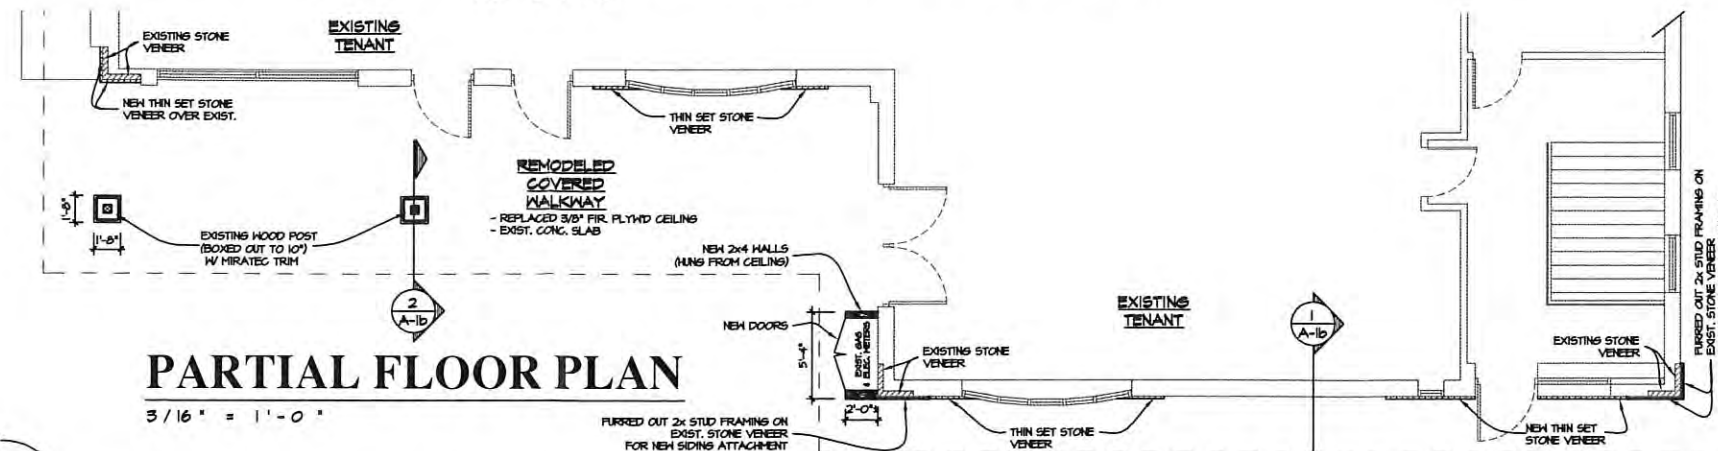 EXISTING STONE
VENEER
EXISTING
TENANT
NEW THIN SET STONE
VENEER OVER EXIST.
THIN SET STONE
VENEER
REMODELED
COVERED
WALKWAY
- REPLACED 3/8" FIR PLYW'D CEILING
- EXIST. CONC. SLAB
1'-8"
1'-8"
EXISTING WOOD POST
(BOXED OUT TO 10")
W/ MIRATEC TRIM
NEW 2x4 WALLS
(HUNG FROM CEILING)
2
A-1b
NEW DOORS
5'-4"
EXIST. GAS
& ELEC. METERS
2'-0"
EXISTING STONE
VENEER
EXISTING
TENANT
1
A-1b
EXISTING STONE
VENEER
FURRED OUT 2x STUD FRAMING ON
EXIST. STONE VENEER
PARTIAL FLOOR PLAN
3/16" = 1'-0"
FURRED OUT 2x STUD FRAMING ON
EXIST. STONE VENEER
FOR NEW SIDING ATTACHMENT
THIN SET STONE
VENEER
NEW THIN SET
STONE VENEER